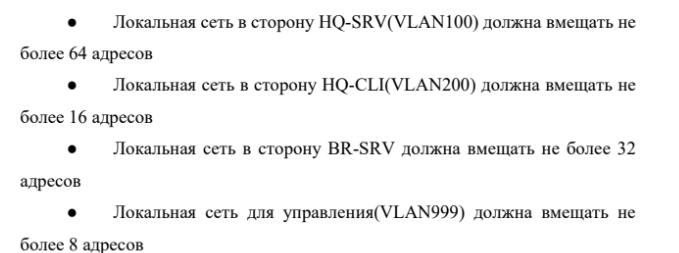 ● Локальная сеть в сторону HQ-SRV(VLAN100) должна вмещать не
более 64 адресов
● Локальная сеть в сторону HQ-CLI(VLAN200) должна вмещать не
более 16 адресов
● Локальная сеть в сторону BR-SRV должна вмещать не более 32
адресов
● Локальная сеть для управления(VLAN999) должна вмещать не
более 8 адресов